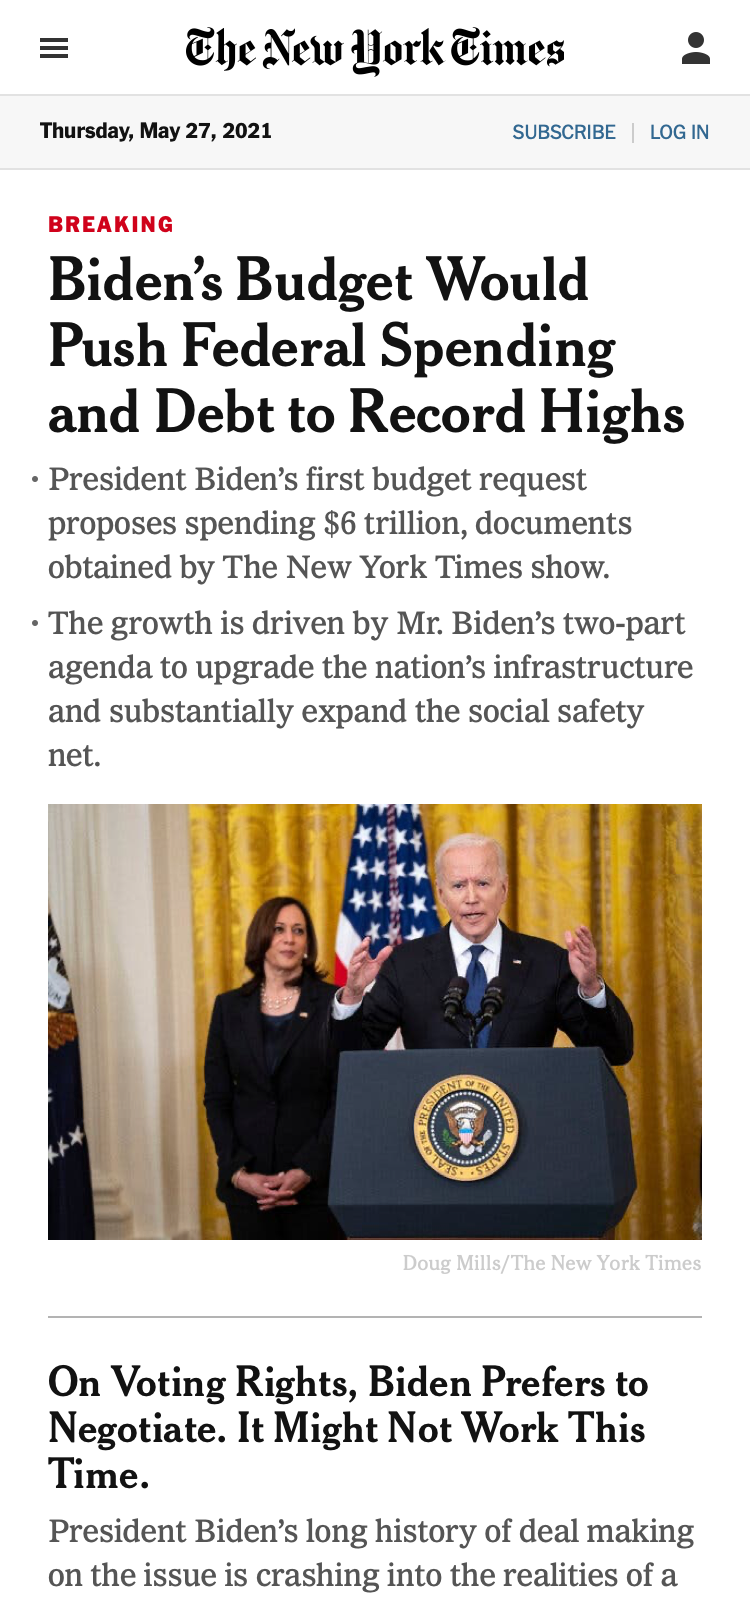 The New York Times
Thursday, May 27, 2021
SUBSCRIBE | LOG IN
BREAKING
Biden’s Budget Would
Push Federal Spending
and Debt to Record Highs
• President Biden’s first budget request
proposes spending $6 trillion, documents
obtained by The New York Times show.
• The growth is driven by Mr. Biden’s two-part
agenda to upgrade the nation’s infrastructure
and substantially expand the social safety
net.
SEAL OF THE PRESIDENT OF THE UNITED STATES
Doug Mills/The New York Times
On Voting Rights, Biden Prefers to
Negotiate. It Might Not Work This
Time.
President Biden’s long history of deal making
on the issue is crashing into the realities of a